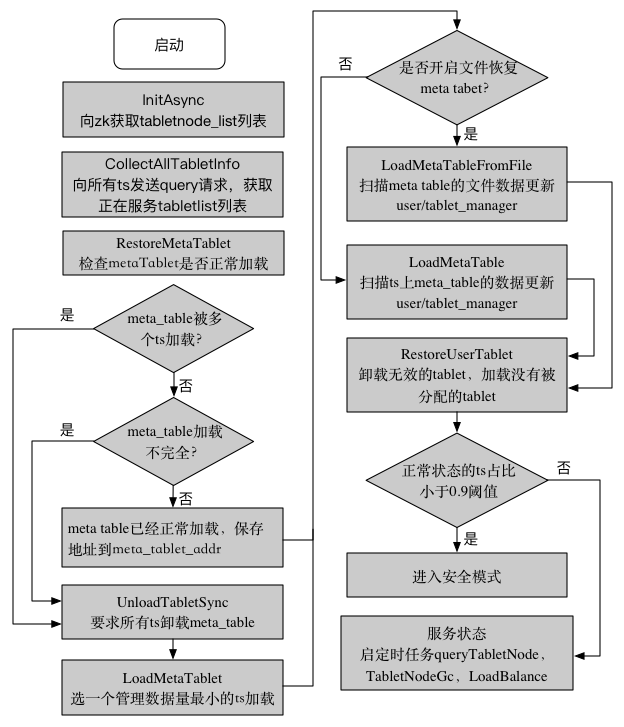 启动
InitAsync
向zk获取tabletnode_list列表
CollectAllTabletInfo
向所有ts发送query请求，获取
正在服务tabletlist列表
RestoreMetaTablet
检查metaTablet是否正常加载
是
meta_table被多
个ts加载?
否
是
meta_table加载
不完全?
否
meta table已经正常加载，保存
地址到meta_tablet_addr
UnloadTabletSync
要求所有ts卸载meta_table
LoadMetaTablet
选一个管理数据量最小的ts加载
否
是否开启文件恢复
meta tabet?
是
LoadMetaTableFromFile
扫描meta table的文件数据更新
user/tablet_manager
LoadMetaTable
扫描ts上meta_table的数据更新
user/tablet_manager
RestoreUserTablet
卸载无效的tablet，加载没有被
分配的tablet
正常状态的ts占比
小于0.9阈值
否
是
进入安全模式
服务状态
启定时任务queryTabletNode，
TabletNodeGc，LoadBalance